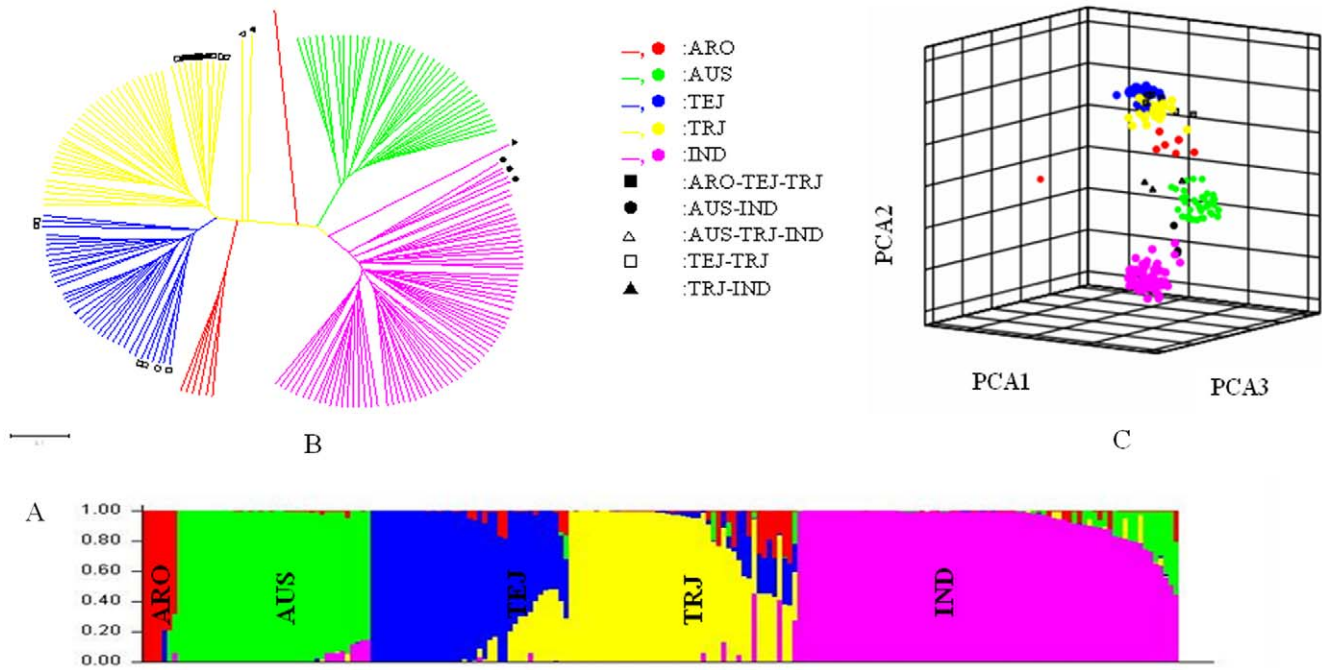 :ARO
:AUS
:TEJ
:TRJ
:IND
:ARO-TEJ-TRJ
:AUS-IND
:AUS-TRJ-IND
:TEJ-TRJ
:TRJ-IND
PCA2
PCA1
PCA3
B
C
A
1.00
0.80
0.60
0.40
0.20
0.00
ARO
AUS
TEJ
TRJ
IND